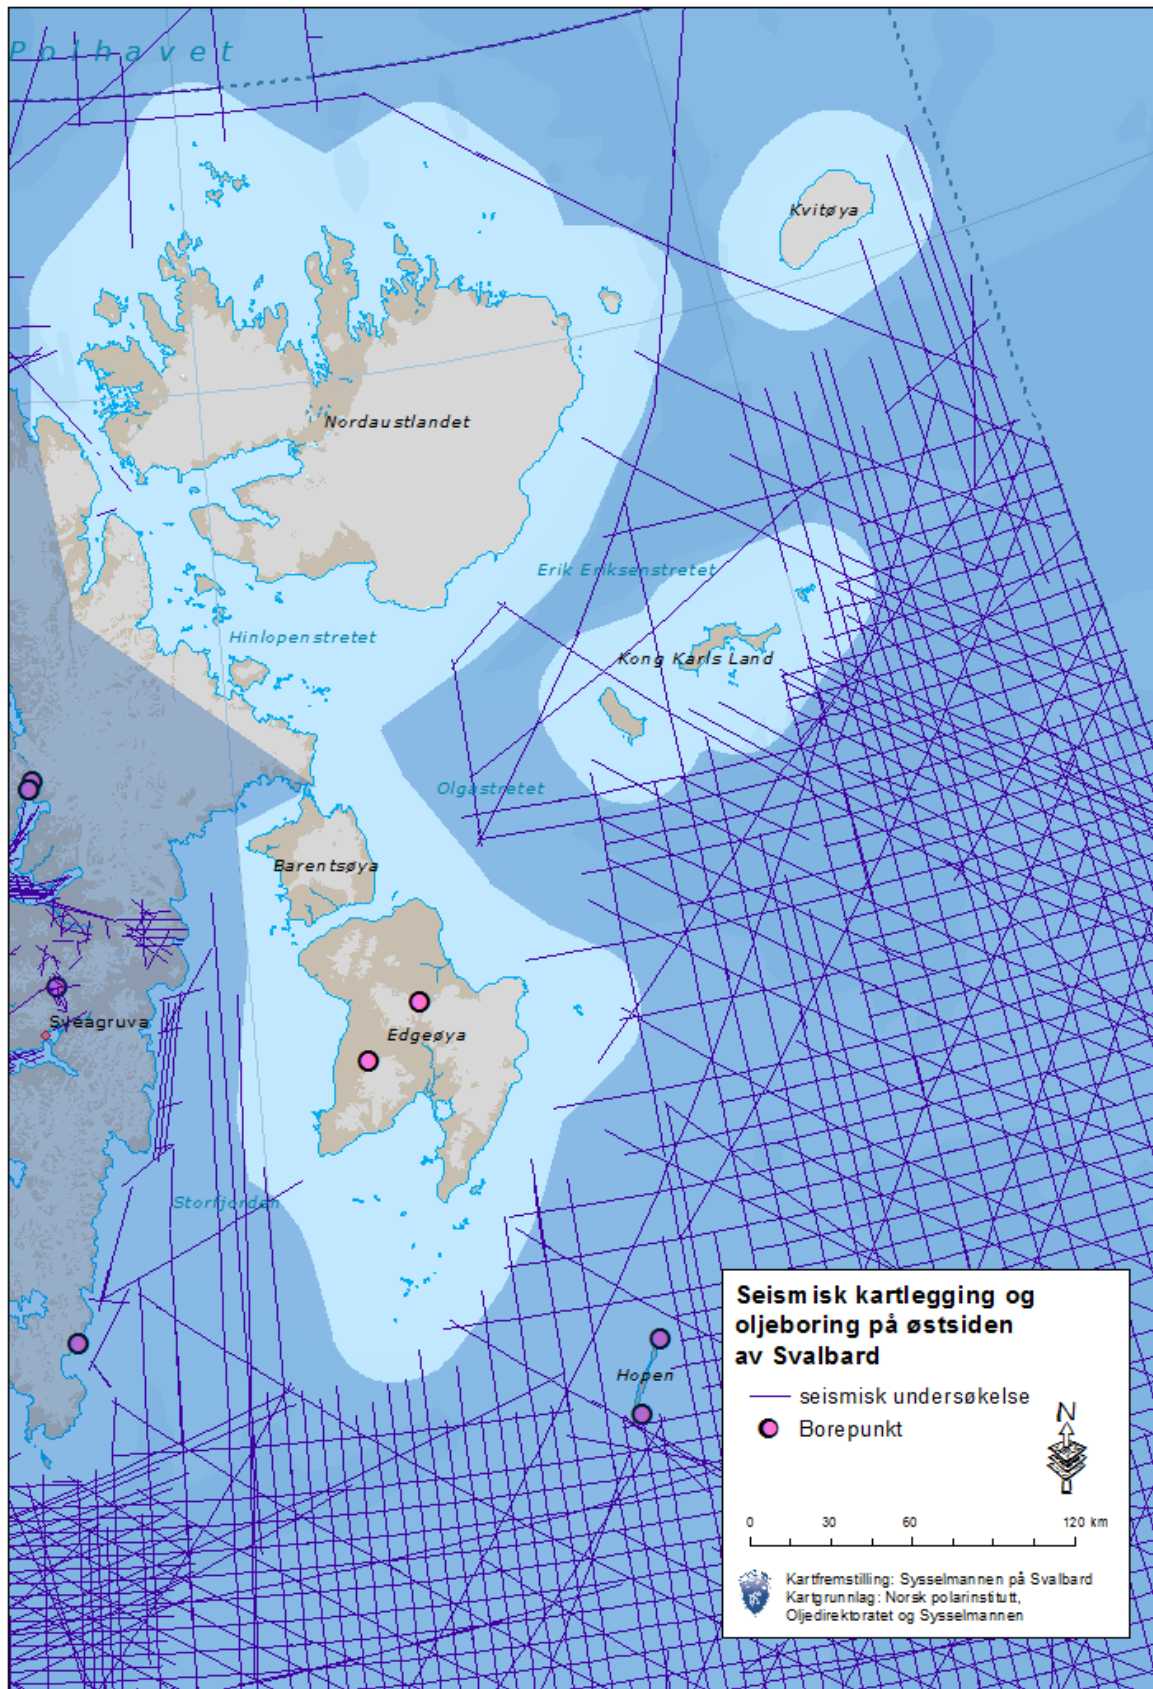 Polhavet
Kvitøya
Nordaustlandet
Erik Eriksenstretet
Hinlopenstretet
Kong Karls Land
Olgastretet
Barentsøya
Sveagruva
Edgeøya
Storfjorden
Hopen
Seismisk kartlegging og
oljeboring på østsiden
av Svalbard
seismisk undersøkelse
Borepunkt
N
0 30 60 120 km
Kartfremstilling: Sysselmannen på Svalbard
Kartgrunnlag: Norsk polarinstitutt,
Oljedirektoratet og Sysselmannen